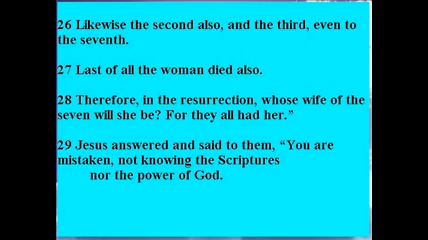 26 Likewise the second also, and the third, even to
the seventh.
27 Last of all the woman died also.
28 Therefore, in the resurrection, whose wife of the
seven will she be? For they all had her.”
29 Jesus answered and said to them, “You are
mistaken, not knowing the Scriptures
nor the power of God.